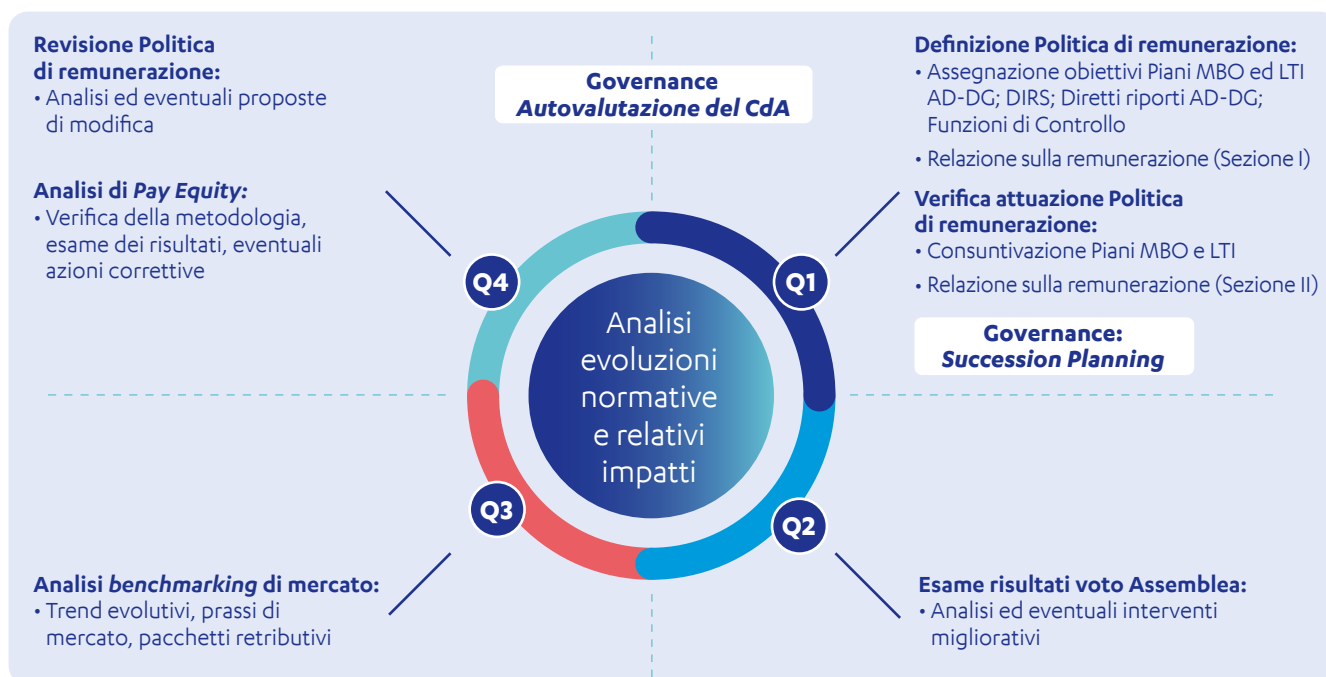 Revisione Politica
di remunerazione:
• Analisi ed eventuali proposte
di modifica
Analisi di Pay Equity:
• Verifica della metodologia,
esame dei risultati, eventuali
azioni correttive
Governance
Autovalutazione del CdA
Definizione Politica di remunerazione:
• Assegnazione obiettivi Piani MBO ed LTI
AD-DG; DIRS; Diretti riporti AD-DG;
Funzioni di Controllo
• Relazione sulla remunerazione (Sezione I)
Verifica attuazione Politica
di remunerazione:
• Consuntivazione Piani MBO e LTI
• Relazione sulla remunerazione (Sezione II)
Governance:
Succession Planning
Q4
Q1
Analisi
evoluzioni
normative
e relativi
impatti
Q3
Q2
Analisi benchmarking di mercato:
• Trend evolutivi, prassi di
mercato, pacchetti retributivi
Esame risultati voto Assemblea:
• Analisi ed eventuali interventi
migliorativi